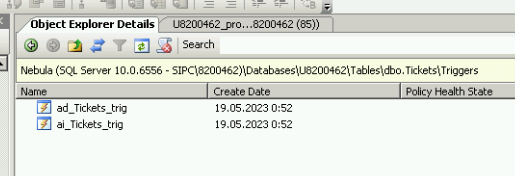 Object Explorer Details
U8200462_pro...8200462 (85))
Search
Nebula (SQL Server 10.0.6556 - SIPC\8200462)\Databases\U8200462\Tables\dbo.Tickets\Triggers
Name Create Date Policy Health State
ad_Tickets_trig 19.05.2023 0:52
ai_Tickets_trig 19.05.2023 0:52